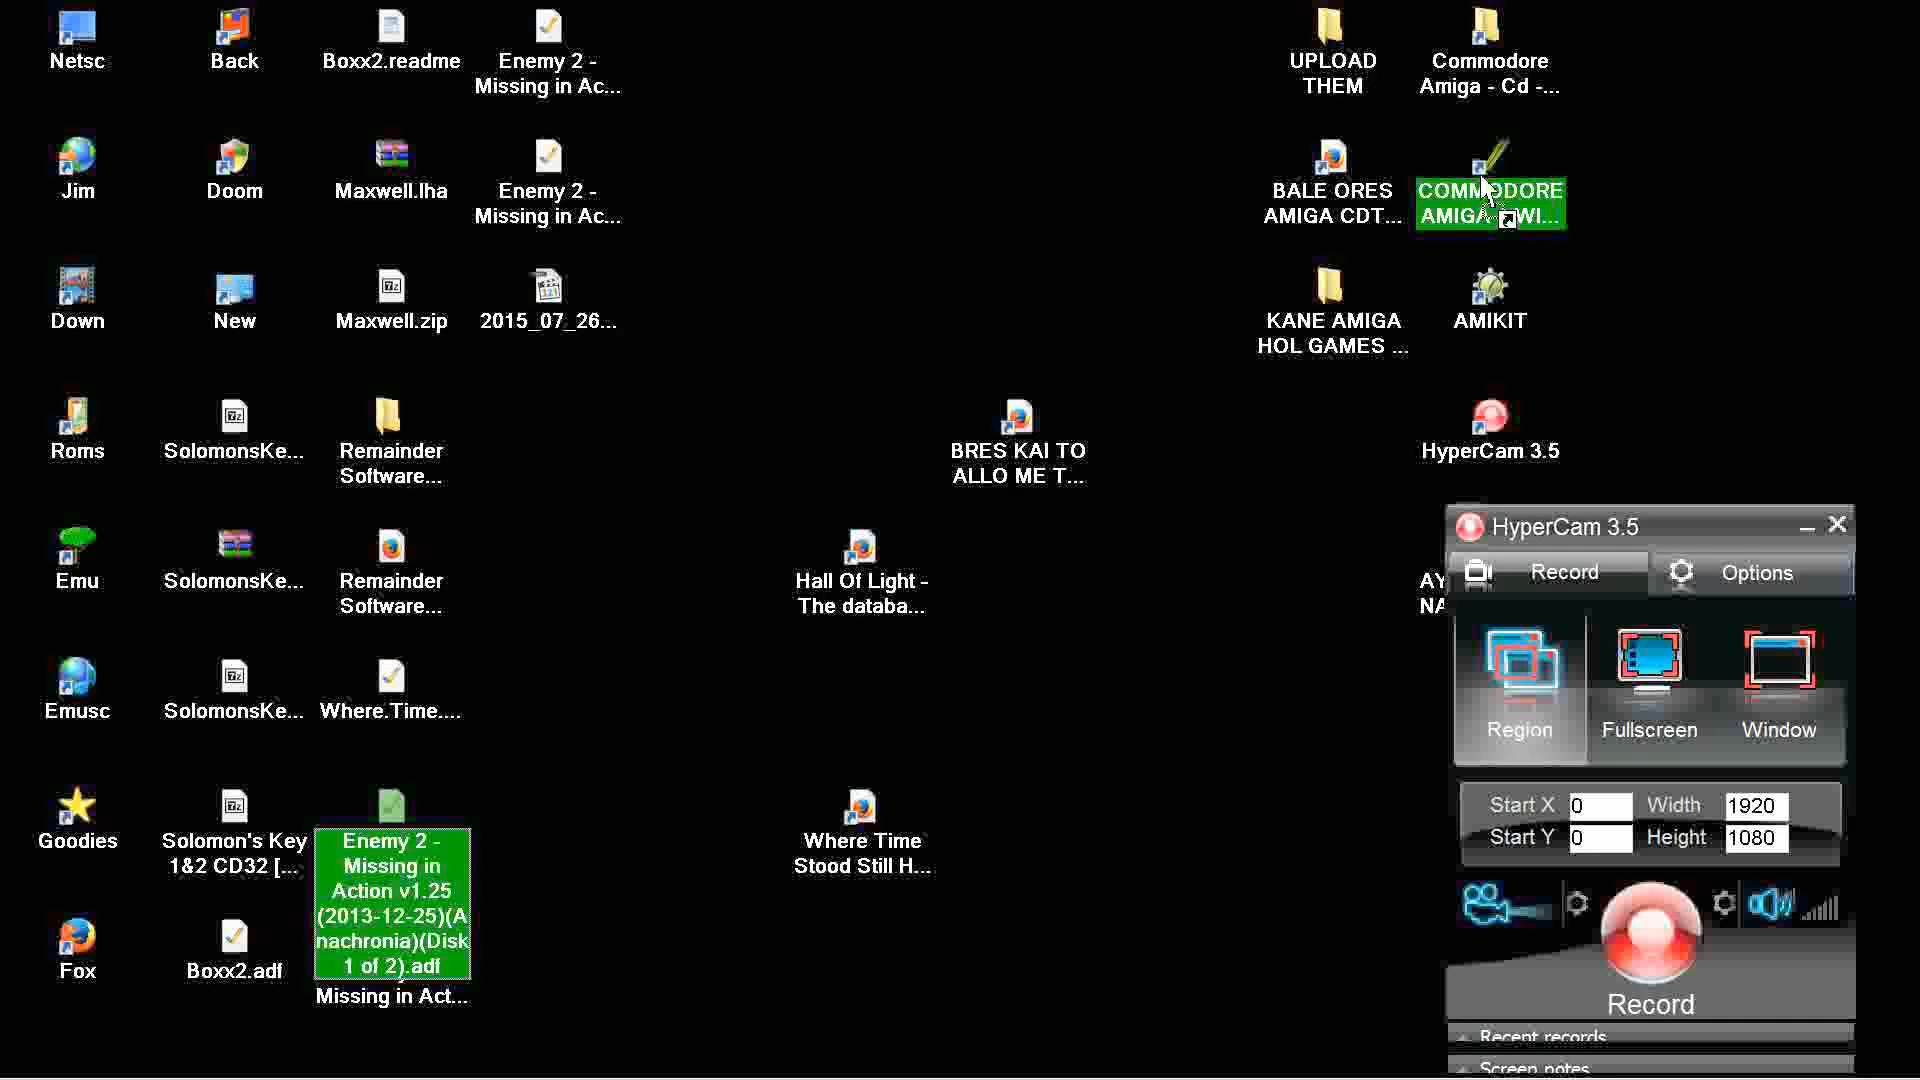 Netsc
Back
Boxx2.readme
Enemy 2 -
Missing in Ac...
UPLOAD
THEM
Commodore
Amiga - Cd -...
Jim
Doom
Maxwell.lha
Enemy 2 -
Missing in Ac...
BALE ORES
AMIGA CDT...
COMMODORE
AMIGA WI...
Down
New
Maxwell.zip
2015_07_26...
KANE AMIGA
HOL GAMES ...
AMIKIT
Roms
SolomonsKe...
Remainder
Software...
BRES KAI TO
ALLO ME T...
HyperCam 3.5
Emu
SolomonsKe...
Remainder
Software...
Hall Of Light -
The databa...
AY
NA
Emusc
SolomonsKe...
Where.Time....
Goodies
Solomon's Key
1&2 CD32 [...
Enemy 2 -
Missing in
Action v1.25
(2013-12-25)(A
nachronia)(Disk
1 of 2).adf
Missing in Act...
Where Time
Stood Still H...
Fox
Boxx2.adf
HyperCam 3.5
Record
Options
Region
Fullscreen
Window
Start X 0 Width 1920
Start Y 0 Height 1080
Record
Recent records
Screen notes